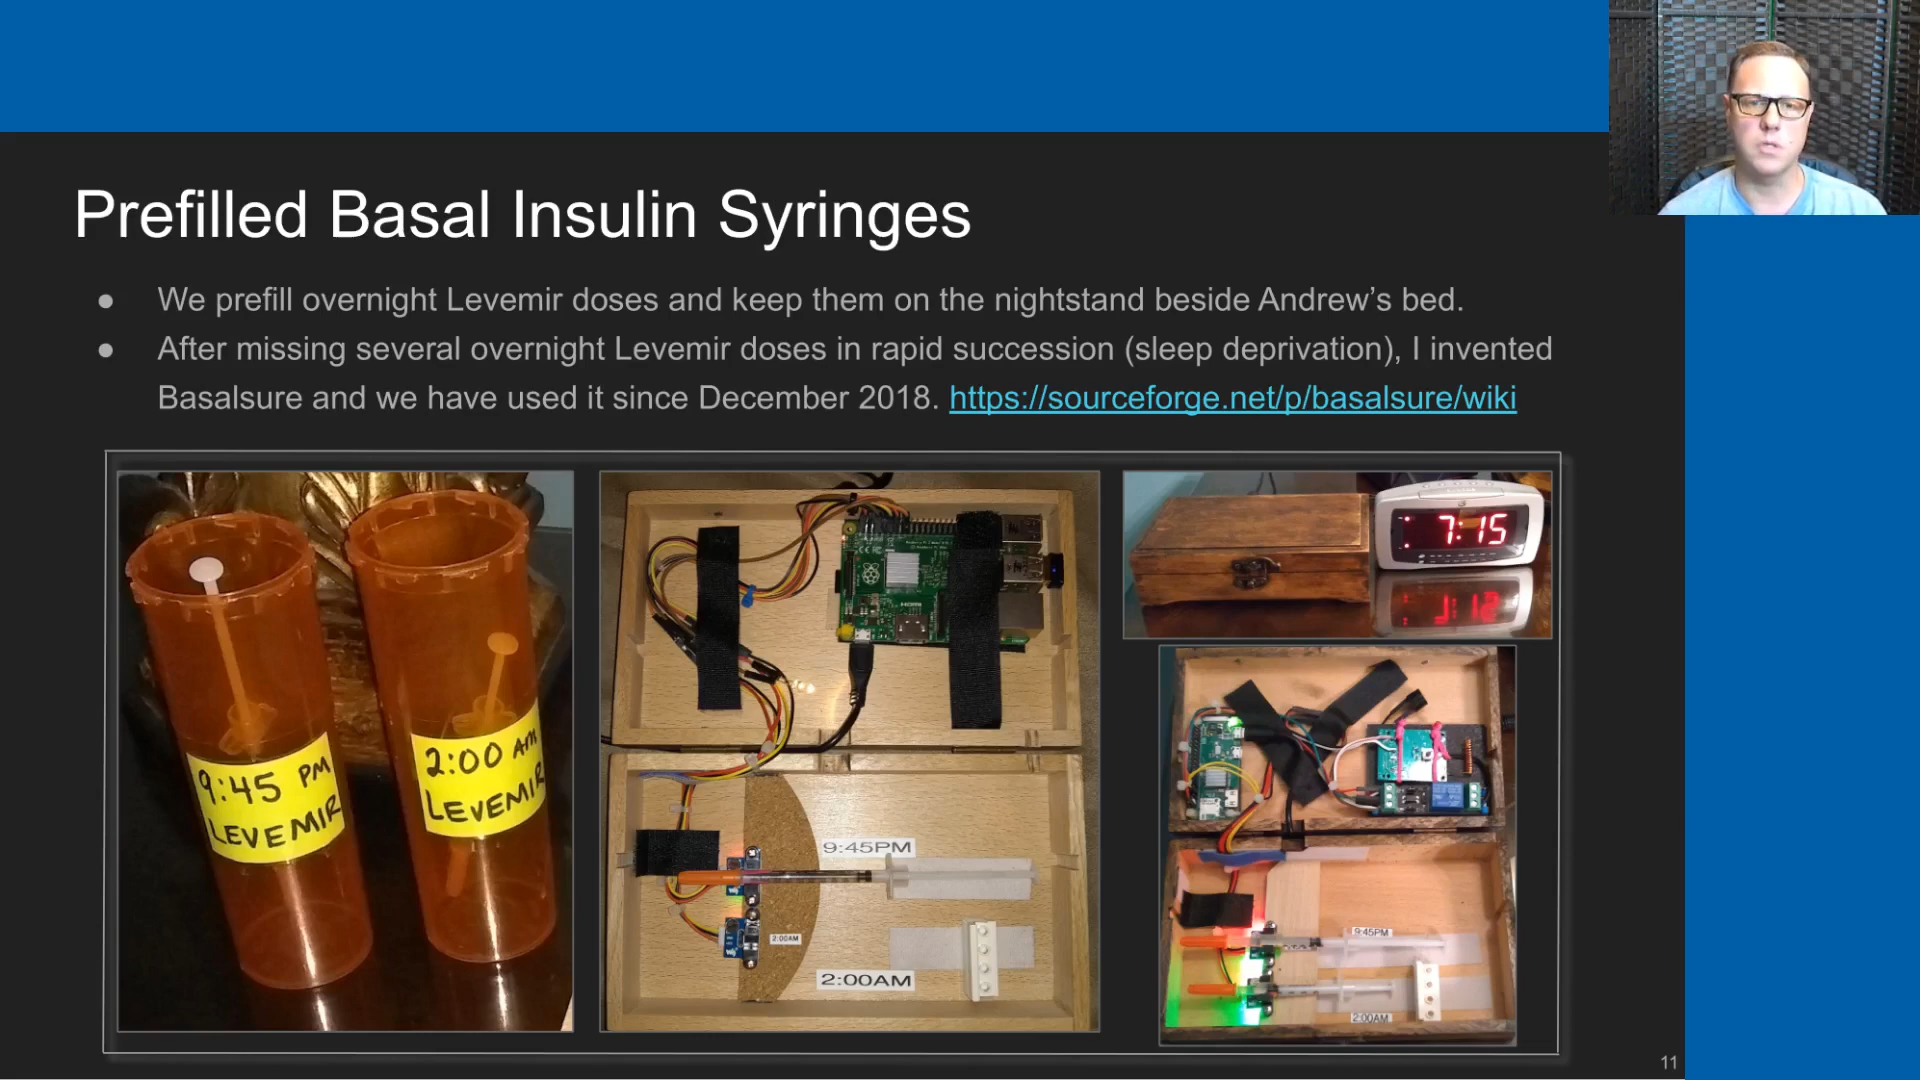 Prefilled Basal Insulin Syringes
● We prefill overnight Levemir doses and keep them on the nightstand beside Andrew’s bed.
● After missing several overnight Levemir doses in rapid succession (sleep deprivation), I invented
Basalsure and we have used it since December 2018. https://sourceforge.net/p/basalsure/wiki
9:45 PM
LEVEMIR
2:00 AM
LEVEMIR
9:45PM
2:00AM
2:00AM
7:15
9:45PM
2:00AM
11